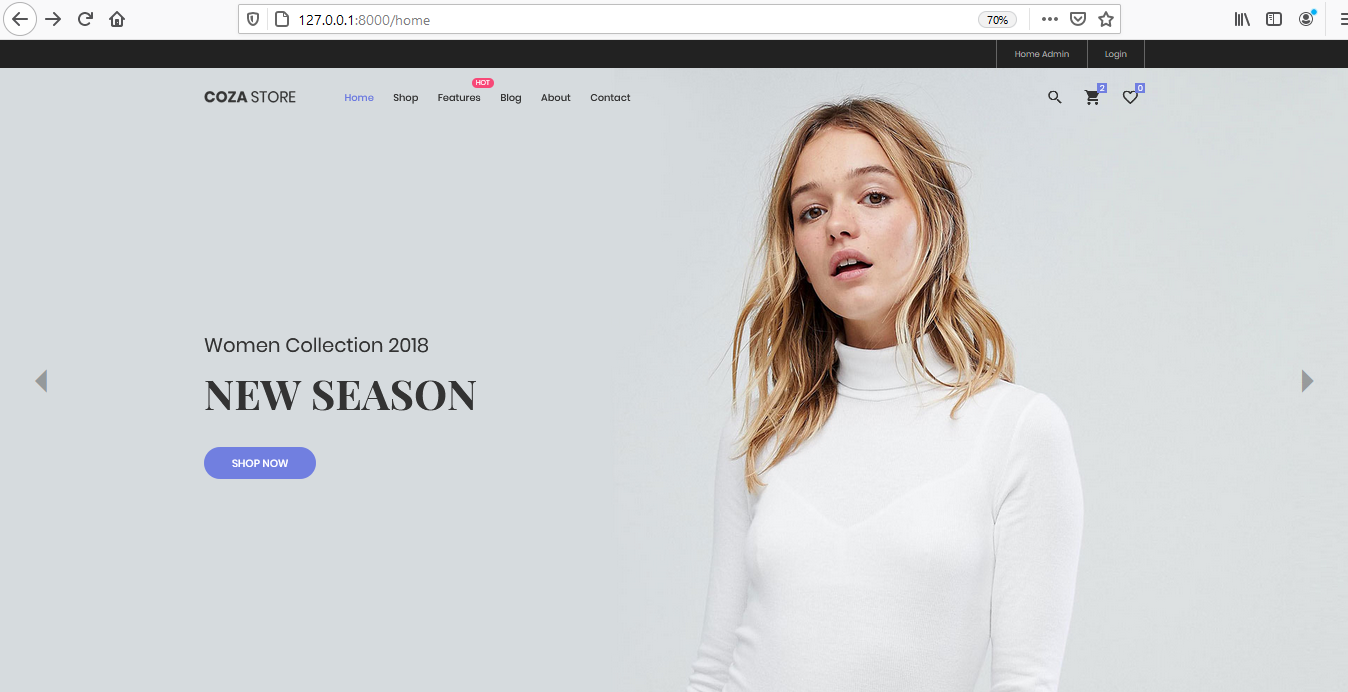 127.0.0.1:8000/home
70%
Home Admin
Login
COZA STORE
Home
Shop
Features
HOT
Blog
About
Contact
2
0
Women Collection 2018
NEW SEASON
SHOP NOW